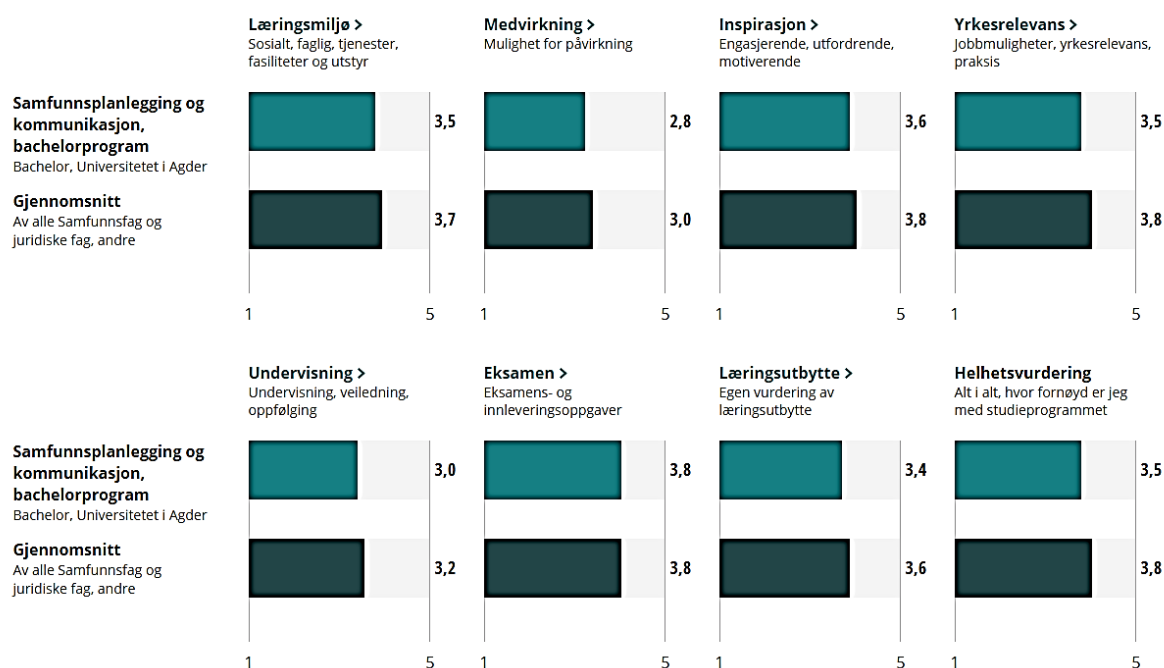 Læringsmiljø >
Sosialt, faglig, tjenester,
fasiliteter og utstyr
Medvirkning >
Mulighet for påvirkning
Inspirasjon >
Engasjerende, utfordrende,
motiverende
Yrkesrelevans >
Jobbmuligheter, yrkesrelevans,
praksis
Samfunnsplanlegging og
kommunikasjon,
bachelorprogram
Bachelor, Universitetet i Agder
3,5
2,8
3,6
3,5
Gjennomsnitt
Av alle Samfunnsfag og
juridiske fag, andre
3,7
3,0
3,8
3,8
1 5
1 5
1 5
1 5
Undervisning >
Undervisning, veiledning,
oppfølging
Eksamen >
Eksamens- og
innleveringsoppgaver
Læringsutbytte >
Egen vurdering av
læringsutbytte
Helhetsvurdering
Alt i alt, hvor fornøyd er jeg
med studieprogrammet
Samfunnsplanlegging og
kommunikasjon,
bachelorprogram
Bachelor, Universitetet i Agder
3,0
3,8
3,4
3,5
Gjennomsnitt
Av alle Samfunnsfag og
juridiske fag, andre
3,2
3,8
3,6
3,8
1 5
1 5
1 5
1 5